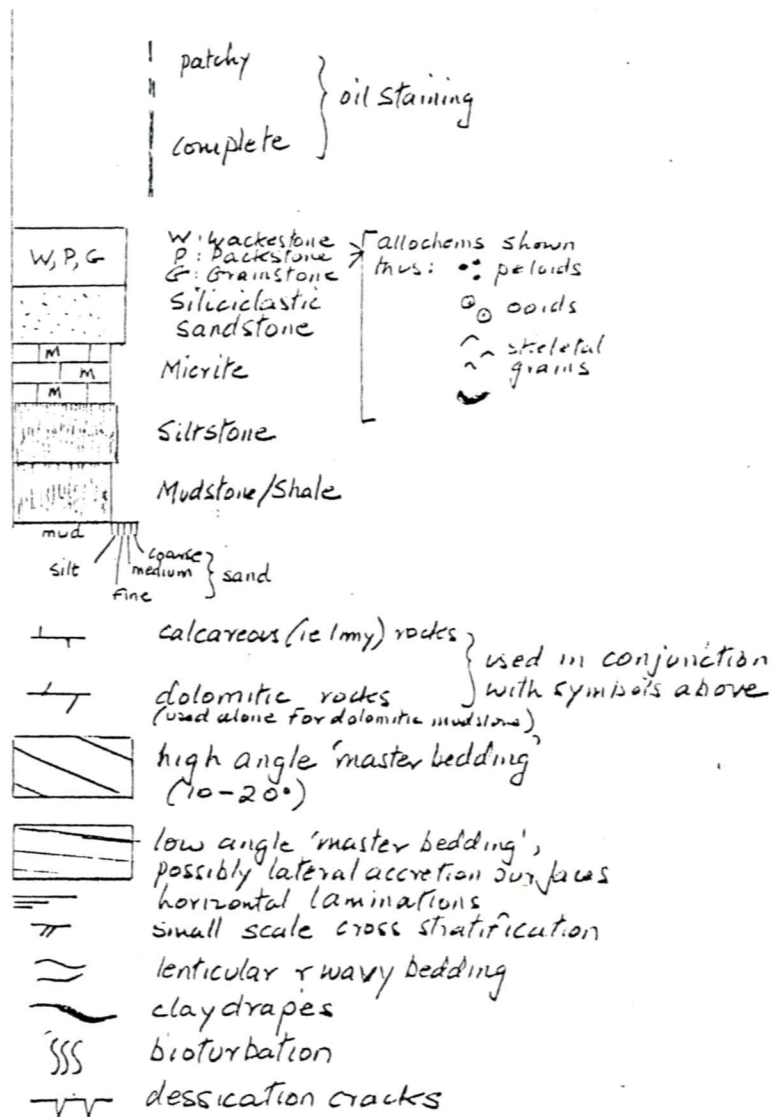 patchy
complete
oil staining
W, P, G
W: Wackestone
P: Packstone
G: Grainstone
allochems shown
thus: peloids
ooids
skeletal
grains
Siliciclastic
sandstone
M
M
M
Micrite
Siltstone
Mudstone/Shale
mud
silt
fine
medium
coarse
sand
calcareous (ie lmy) rocks
dolomitic rocks
(used alone for dolomitic mudstone)
used in conjunction
with symbols above
high angle 'master bedding'
(10-20°)
low angle 'master bedding',
possibly lateral accretion surfaces
horizontal laminations
small scale cross stratification
lenticular r wavy bedding
clay drapes
bioturbation
dessication cracks